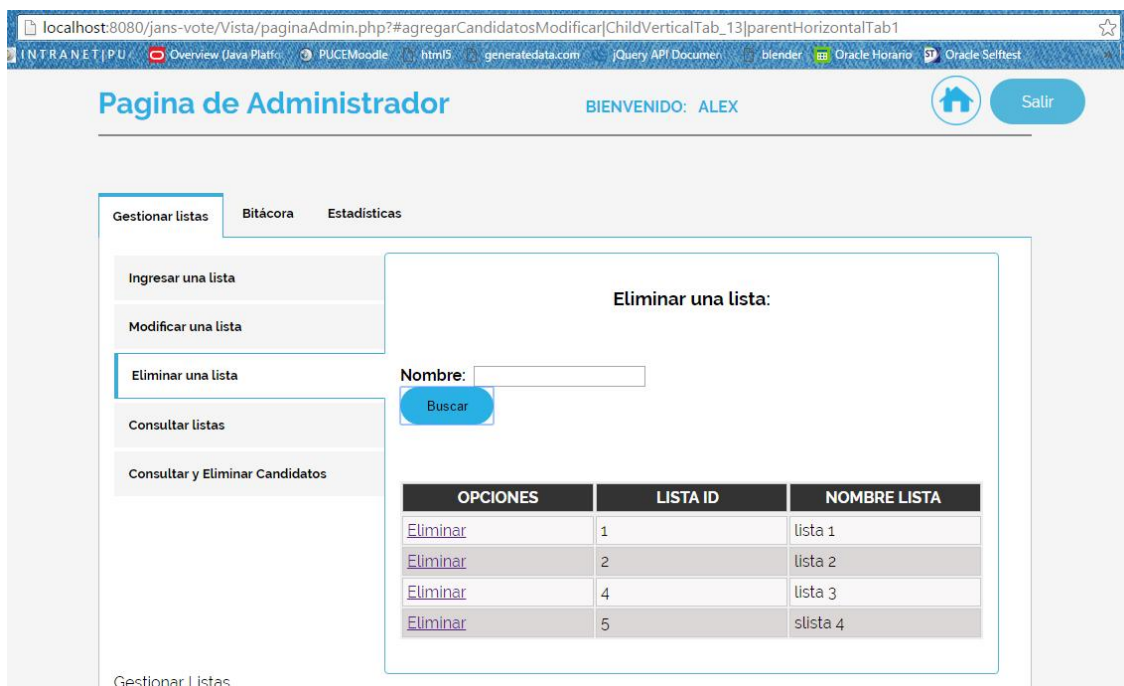 localhost:8080/jans-vote/Vista/paginaAdmin.php?#agregarCandidatosModificar|ChildVerticalTab_13|parentHorizontalTab1
INTRANET|PU Overview (Java Platfo PUCEMoodle html5 generatedata.com jQuery API Documen blender Oracle Horario Oracle Selftest
Pagina de Administrador BIENVENIDO: ALEX Salir
Gestionar listas Bitácora Estadísticas
Ingresar una lista
Modificar una lista
Eliminar una lista
Consultar listas
Consultar y Eliminar Candidatos
Eliminar una lista:
Nombre:
Buscar
OPCIONES LISTA ID NOMBRE LISTA
Eliminar 1 lista 1
Eliminar 2 lista 2
Eliminar 4 lista 3
Eliminar 5 slista 4
Gestionar Listas